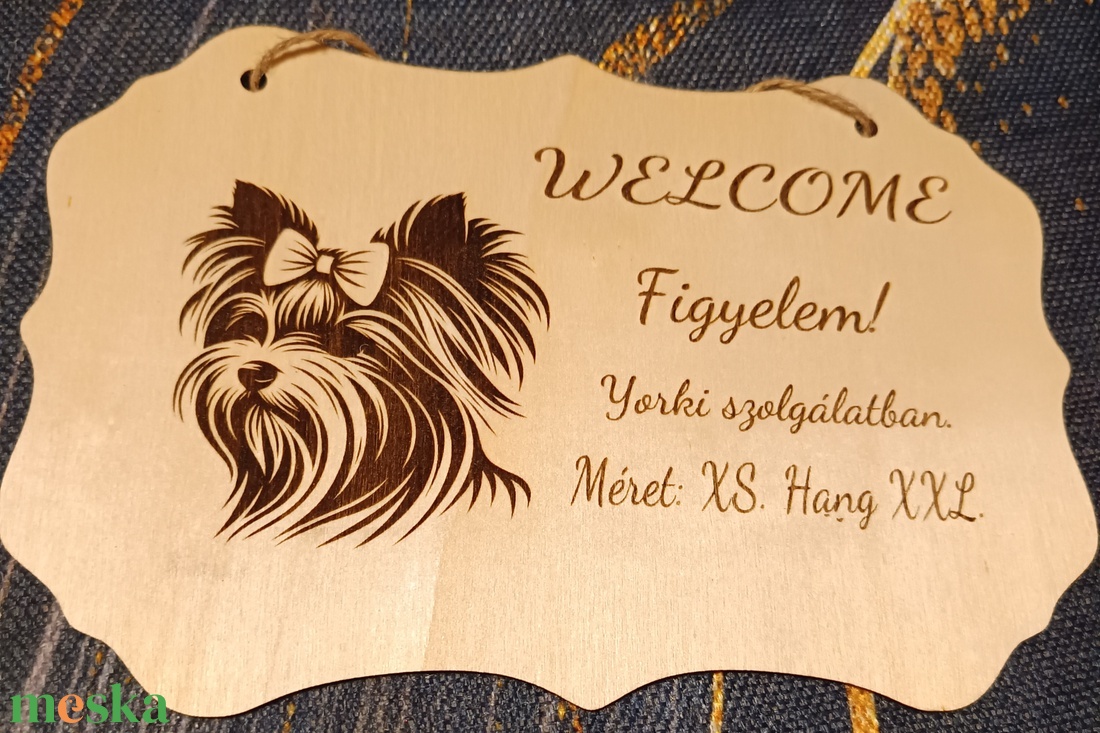 WELCOME
Figyelem!
Yorki szolgálatban.
Méret: XS. Hang XXL.
meska